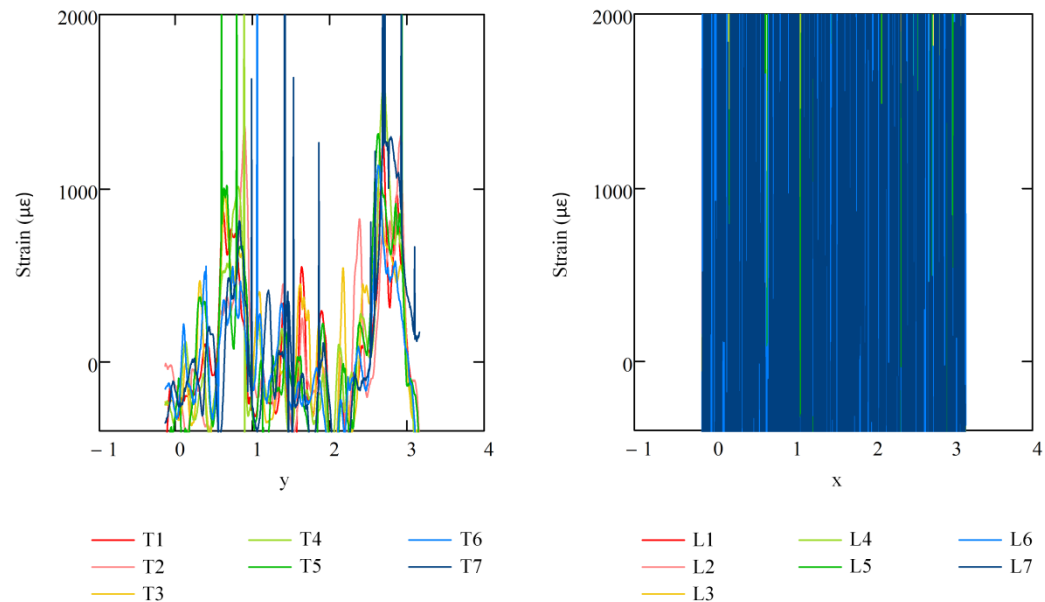 2000
1000
0
Strain (με)
− 1 0 1 2 3 4
y
T1 T4 T6
T2 T5 T7
T3
2000
1000
0
Strain (με)
− 1 0 1 2 3 4
x
L1 L4 L6
L2 L5 L7
L3